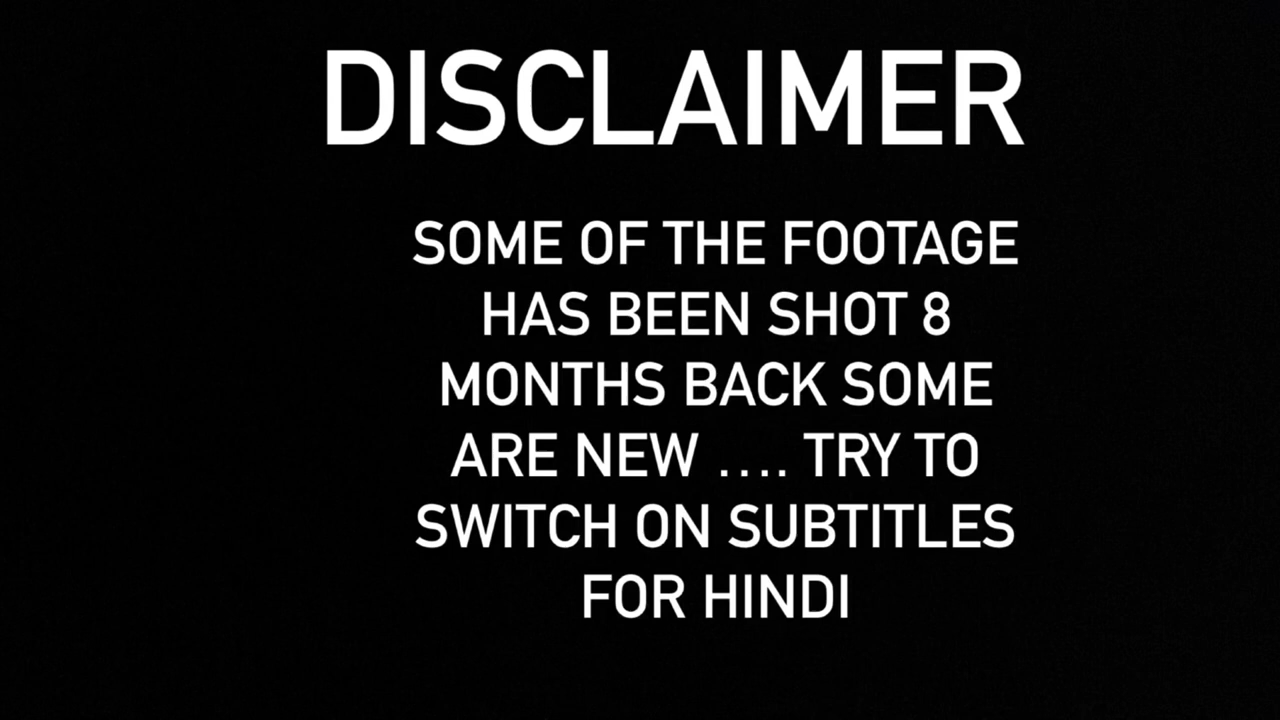 DISCLAIMER
SOME OF THE FOOTAGE
HAS BEEN SHOT 8
MONTHS BACK SOME
ARE NEW .... TRY TO
SWITCH ON SUBTITLES
FOR HINDI